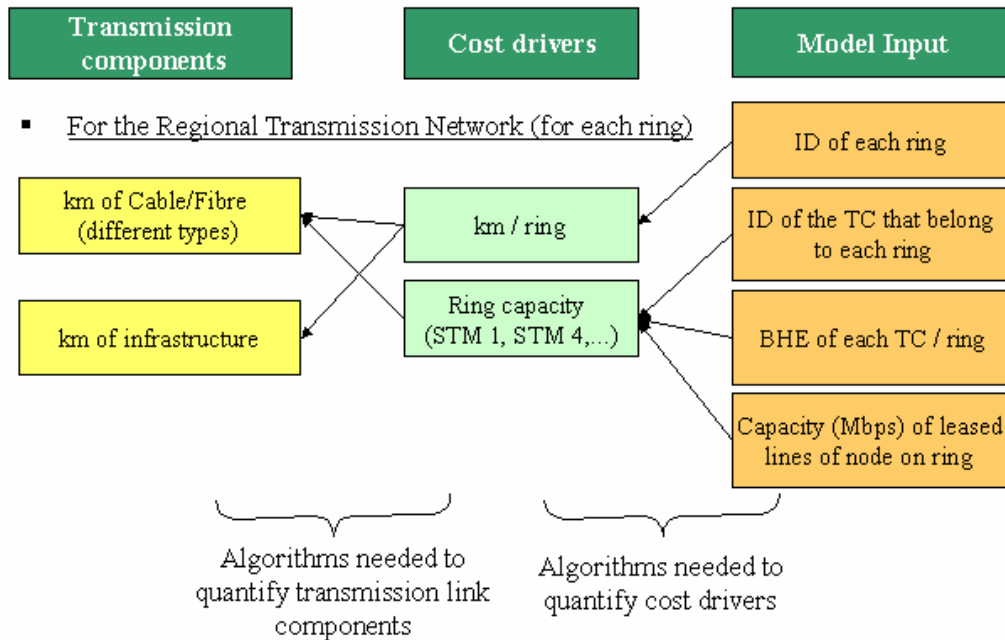 Transmission
components
Cost drivers
Model Input
▪ For the Regional Transmission Network (for each ring)
ID of each ring
km of Cable/Fibre
(different types)
km / ring
ID of the TC that belong
to each ring
km of infrastructure
Ring capacity
(STM 1, STM 4,...)
BHE of each TC / ring
Capacity (Mbps) of leased
lines of node on ring
Algorithms needed to
quantify transmission link
components
Algorithms needed to
quantify cost drivers